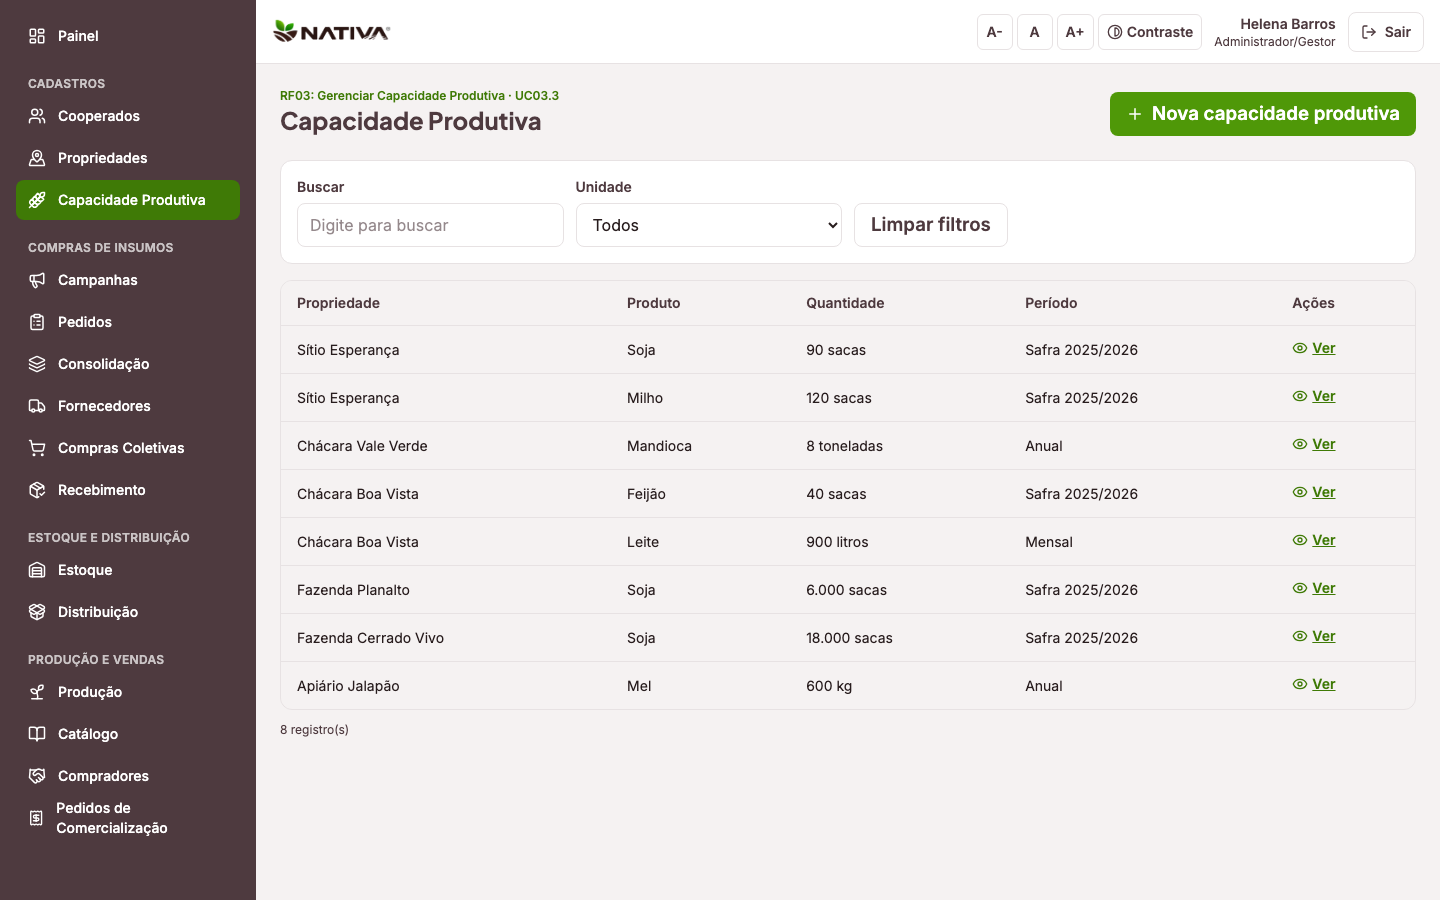 Painel
CADASTROS
Cooperados
Propriedades
Capacidade Produtiva
COMPRAS DE INSUMOS
Campanhas
Pedidos
Consolidação
Fornecedores
Compras Coletivas
Recebimento
ESTOQUE E DISTRIBUIÇÃO
Estoque
Distribuição
PRODUÇÃO E VENDAS
Produção
Catálogo
Compradores
Pedidos de
Comercialização
NATIVA
A- A A+ Contraste
Helena Barros
Administrador/Gestor
Sair
RF03: Gerenciar Capacidade Produtiva · UC03.3
Capacidade Produtiva
+ Nova capacidade produtiva
Buscar Unidade
Digite para buscar Todos Limpar filtros
Propriedade Produto Quantidade Período Ações
Sítio Esperança Soja 90 sacas Safra 2025/2026 Ver
Sítio Esperança Milho 120 sacas Safra 2025/2026 Ver
Chácara Vale Verde Mandioca 8 toneladas Anual Ver
Chácara Boa Vista Feijão 40 sacas Safra 2025/2026 Ver
Chácara Boa Vista Leite 900 litros Mensal Ver
Fazenda Planalto Soja 6.000 sacas Safra 2025/2026 Ver
Fazenda Cerrado Vivo Soja 18.000 sacas Safra 2025/2026 Ver
Apiário Jalapão Mel 600 kg Anual Ver
8 registro(s)